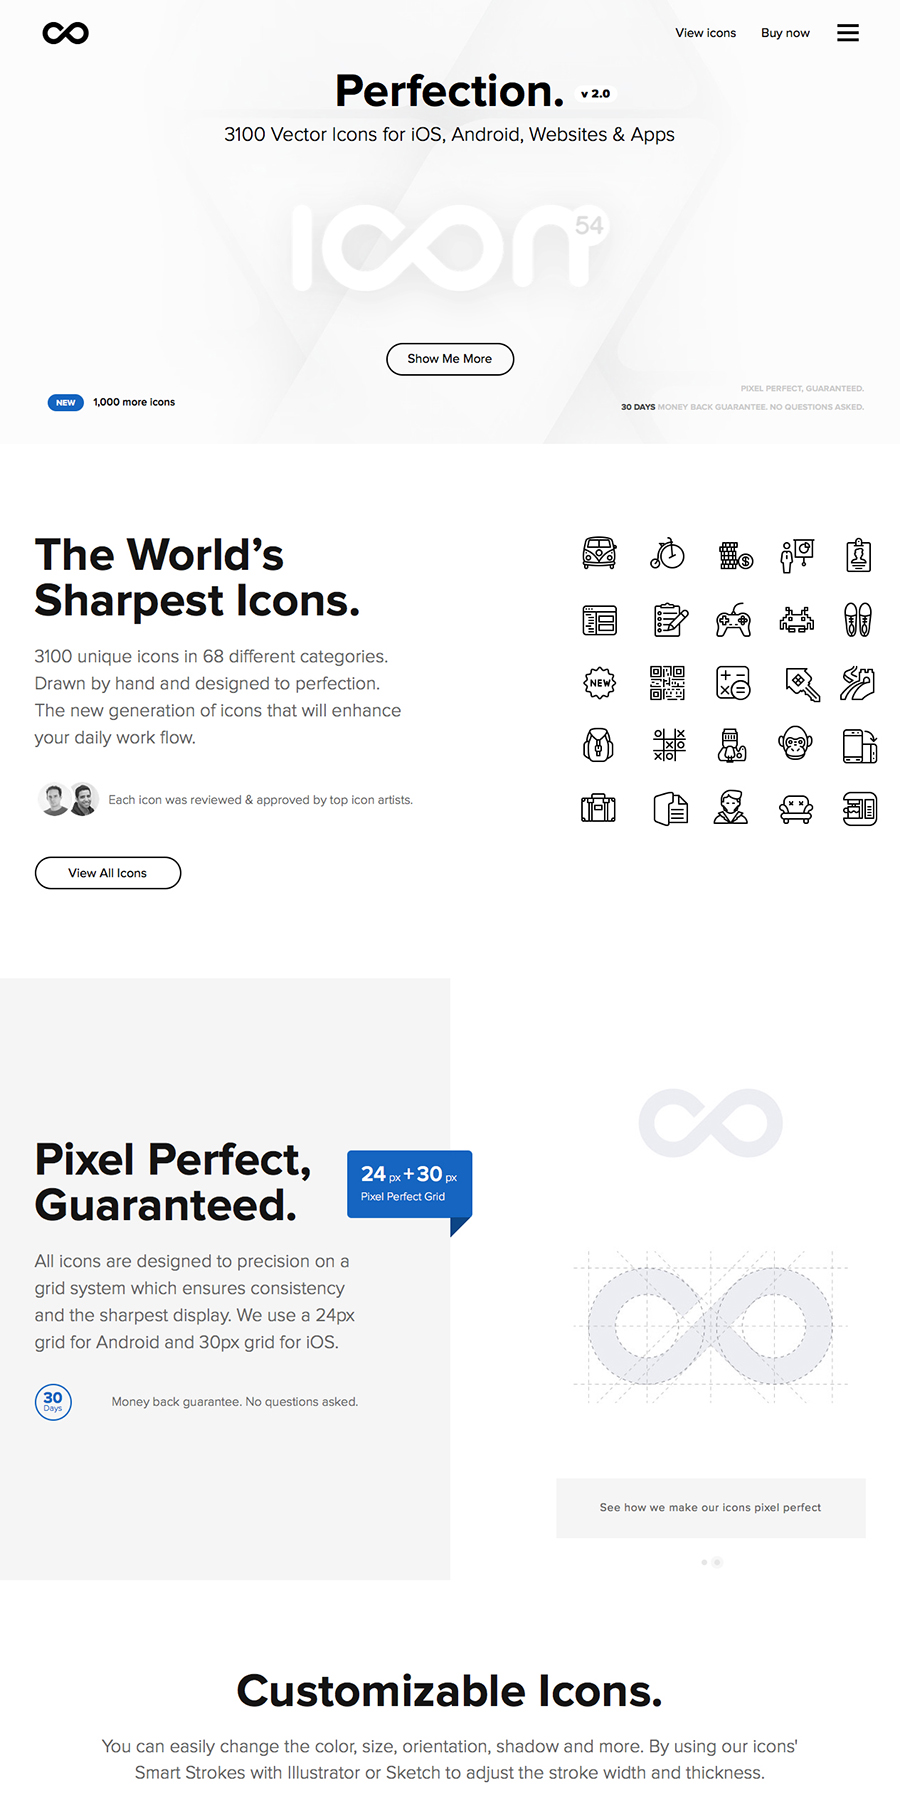 View icons
Buy now
Perfection.
v 2.0
3100 Vector Icons for iOS, Android, Websites & Apps
icon
54
Show Me More
PIXEL PERFECT, GUARANTEED.
NEW
1,000 more icons
30 DAYS MONEY BACK GUARANTEE. NO QUESTIONS ASKED.
The World’s
Sharpest Icons.
3100 unique icons in 68 different categories.
Drawn by hand and designed to perfection.
The new generation of icons that will enhance
your daily work flow.
NEW
Each icon was reviewed & approved by top icon artists.
View All Icons
Pixel Perfect,
Guaranteed.
24 px + 30 px
Pixel Perfect Grid
All icons are designed to precision on a
grid system which ensures consistency
and the sharpest display. We use a 24px
grid for Android and 30px grid for iOS.
30
Days
Money back guarantee. No questions asked.
See how we make our icons pixel perfect
Customizable Icons.
You can easily change the color, size, orientation, shadow and more. By using our icons'
Smart Strokes with Illustrator or Sketch to adjust the stroke width and thickness.